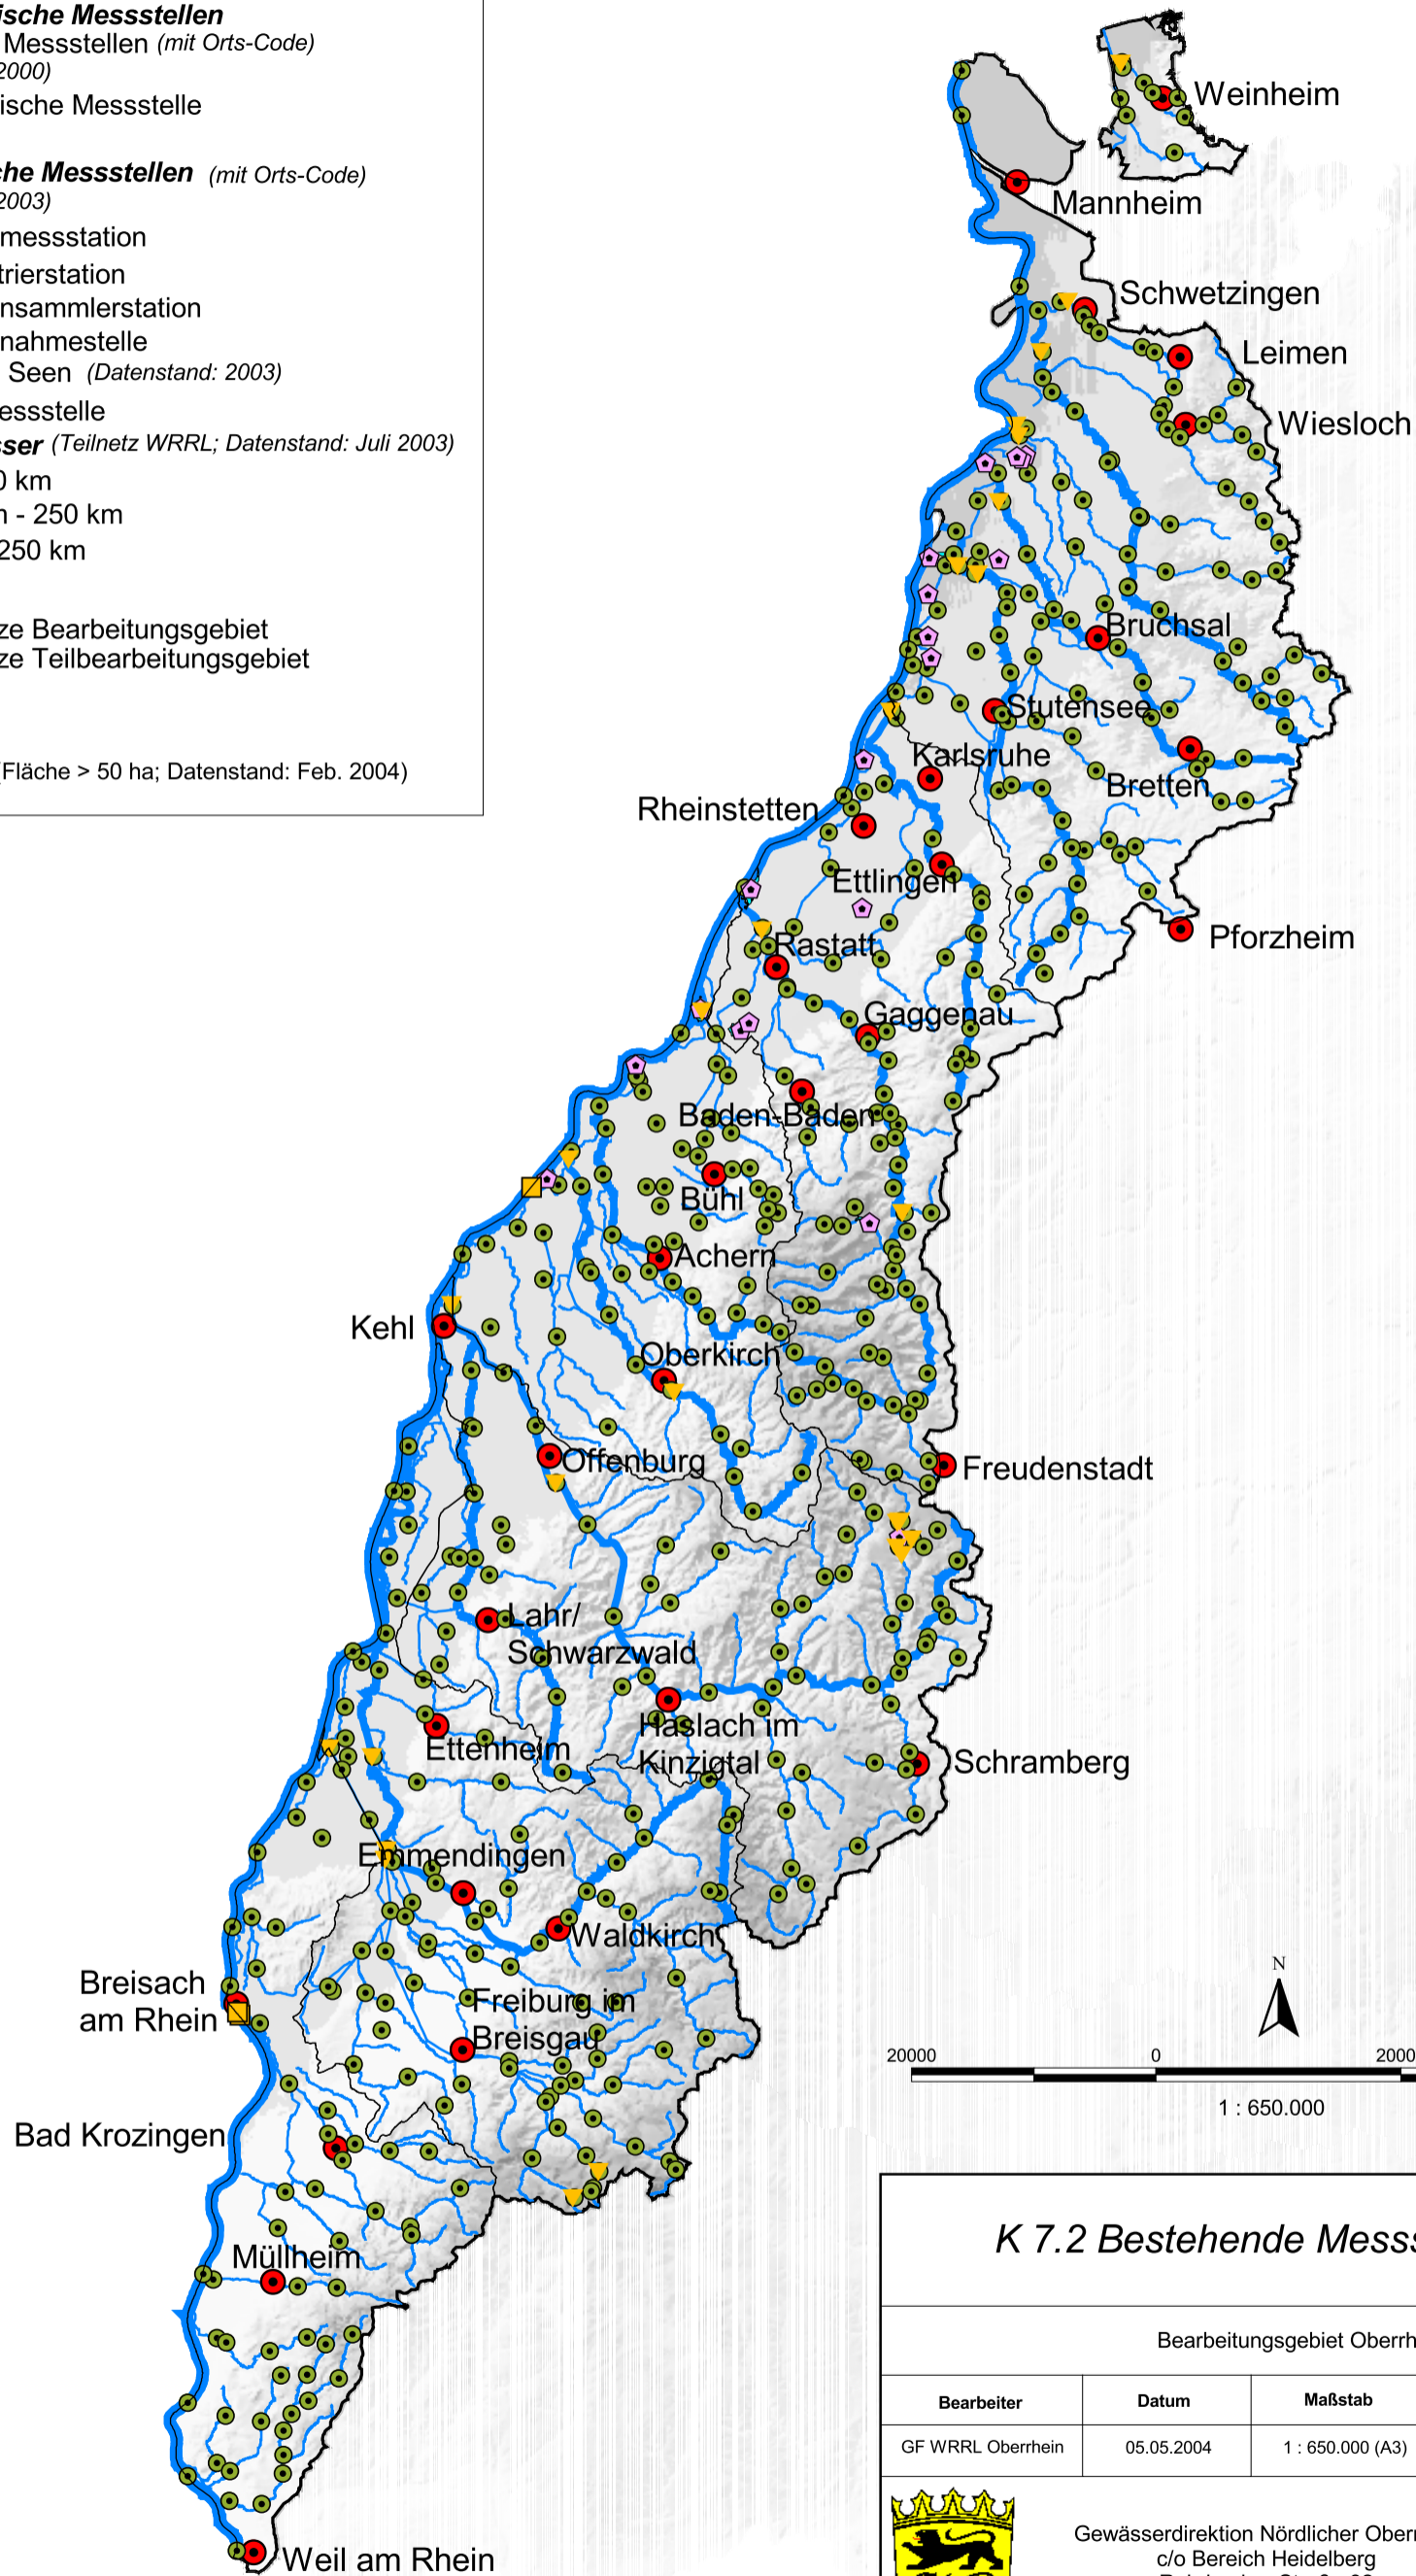 ische Messstellen
Messstellen (mit Orts-Code)
2000)
ische Messstelle
che Messstellen (mit Orts-Code)
2003)
messstation
trierstation
nsammlerstation
nahmestelle
Seen (Datenstand: 2003)
essstelle
sser (Teilnetz WRRL; Datenstand: Juli 2003)
0 km
n - 250 km
250 km
ze Bearbeitungsgebiet
ze Teilbearbeitungsgebiet
(Fläche > 50 ha; Datenstand: Feb. 2004)
Weinheim
Mannheim
Schwetzingen
Leimen
Wiesloch
Bruchsal
Stutensee
Karlsruhe
Bretten
Rheinstetten
Ettlingen
Pforzheim
Rastatt
Gaggenau
Baden-Baden
Bühl
Achern
Kehl
Oberkirch
Offenburg
Freudenstadt
Lahr/
Schwarzwald
Haslach im
Kinzigtal
Ettenheim
Schramberg
Emmendingen
Waldkirch
Breisach
am Rhein
Freiburg im
Breisgau
N
20000 0 2000
1 : 650.000
Bad Krozingen
Müllheim
Weil am Rhein
K 7.2 Bestehende Messs
Bearbeitungsgebiet Oberrh
Bearbeiter Datum Maßstab
GF WRRL Oberrhein 05.05.2004 1 : 650.000 (A3)
Gewässerdirektion Nördlicher Oberr
c/o Bereich Heidelberg